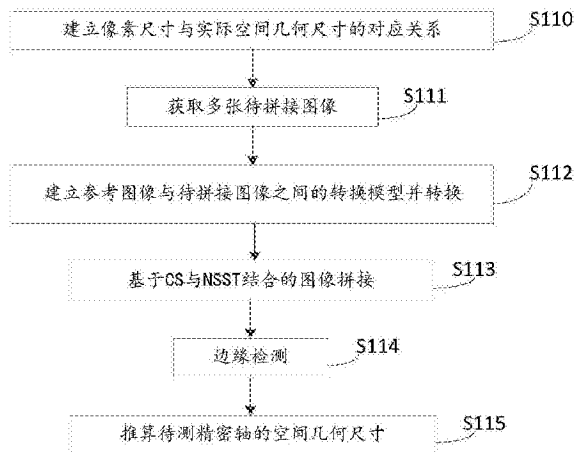 建立像素尺寸与实际空间几何尺寸的对应关系
S110
获取多张待拼接图像
S111
建立参考图像与待拼接图像之间的转换模型并转换
S112
基于CS与NSST结合的图像拼接
S113
边缘检测
S114
推算待测精密轴的空间几何尺寸
S115